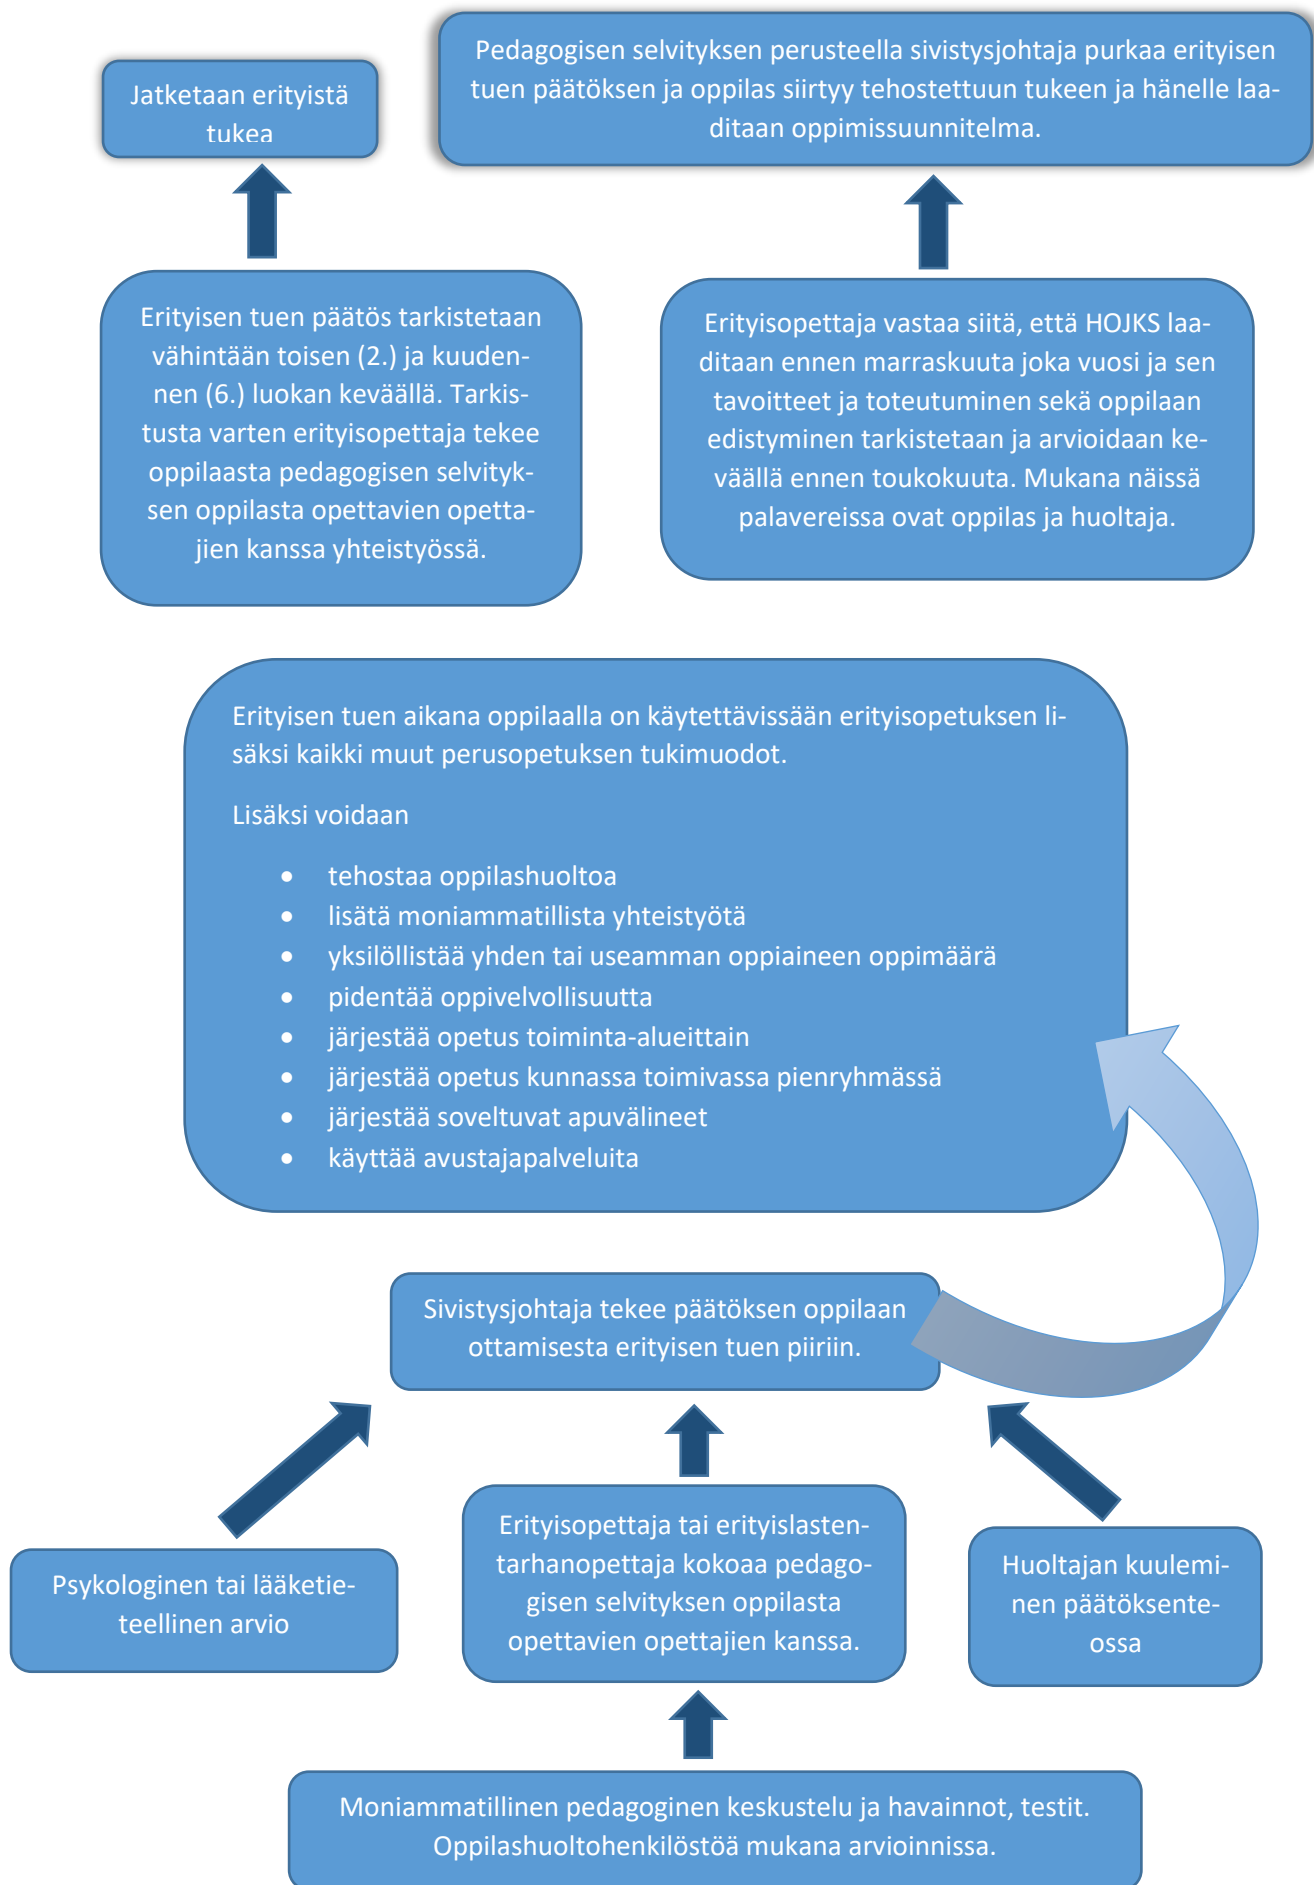 Jatketaan erityistä
tukea
Pedagogisen selvityksen perusteella sivistysjohtaja purkaa erityisen
tuen päätöksen ja oppilas siirtyy tehostettuun tukeen ja hänelle laa-
ditaan oppimissuunnitelma.
Erityisen tuen päätös tarkistetaan
vähintään toisen (2.) ja kuuden-
nen (6.) luokan keväällä. Tarkis-
tusta varten erityisopettaja tekee
oppilaasta pedagogisen selvityk-
sen oppilasta opettavien opetta-
jien kanssa yhteistyössä.
Erityisopettaja vastaa siitä, että HOJKS laa-
ditaan ennen marraskuuta joka vuosi ja sen
tavoitteet ja toteutuminen sekä oppilaan
edistyminen tarkistetaan ja arvioidaan ke-
väällä ennen toukokuuta. Mukana näissä
palavereissa ovat oppilas ja huoltaja.
Erityisen tuen aikana oppilaalla on käytettävissään erityisopetuksen li-
säksi kaikki muut perusopetuksen tukimuodot.
Lisäksi voidaan
• tehostaa oppilashuoltoa
• lisätä moniammatillista yhteistyötä
• yksilöllistää yhden tai useamman oppiaineen oppimäärä
• pidentää oppivelvollisuutta
• järjestää opetus toiminta-alueittain
• järjestää opetus kunnassa toimivassa pienryhmässä
• järjestää soveltuvat apuvälineet
• käyttää avustajapalveluita
Sivistysjohtaja tekee päätöksen oppilaan
ottamisesta erityisen tuen piiriin.
Psykologinen tai lääketie-
teellinen arvio
Erityisopettaja tai erityislasten-
tarhanopettaja kokoaa pedago-
gisen selvityksen oppilasta
opettavien opettajien kanssa.
Huoltajan kuulemi-
nen päätöksente-
ossa
Moniammatillinen pedagoginen keskustelu ja havainnot, testit.
Oppilashuoltohenkilöstöä mukana arvioinnissa.